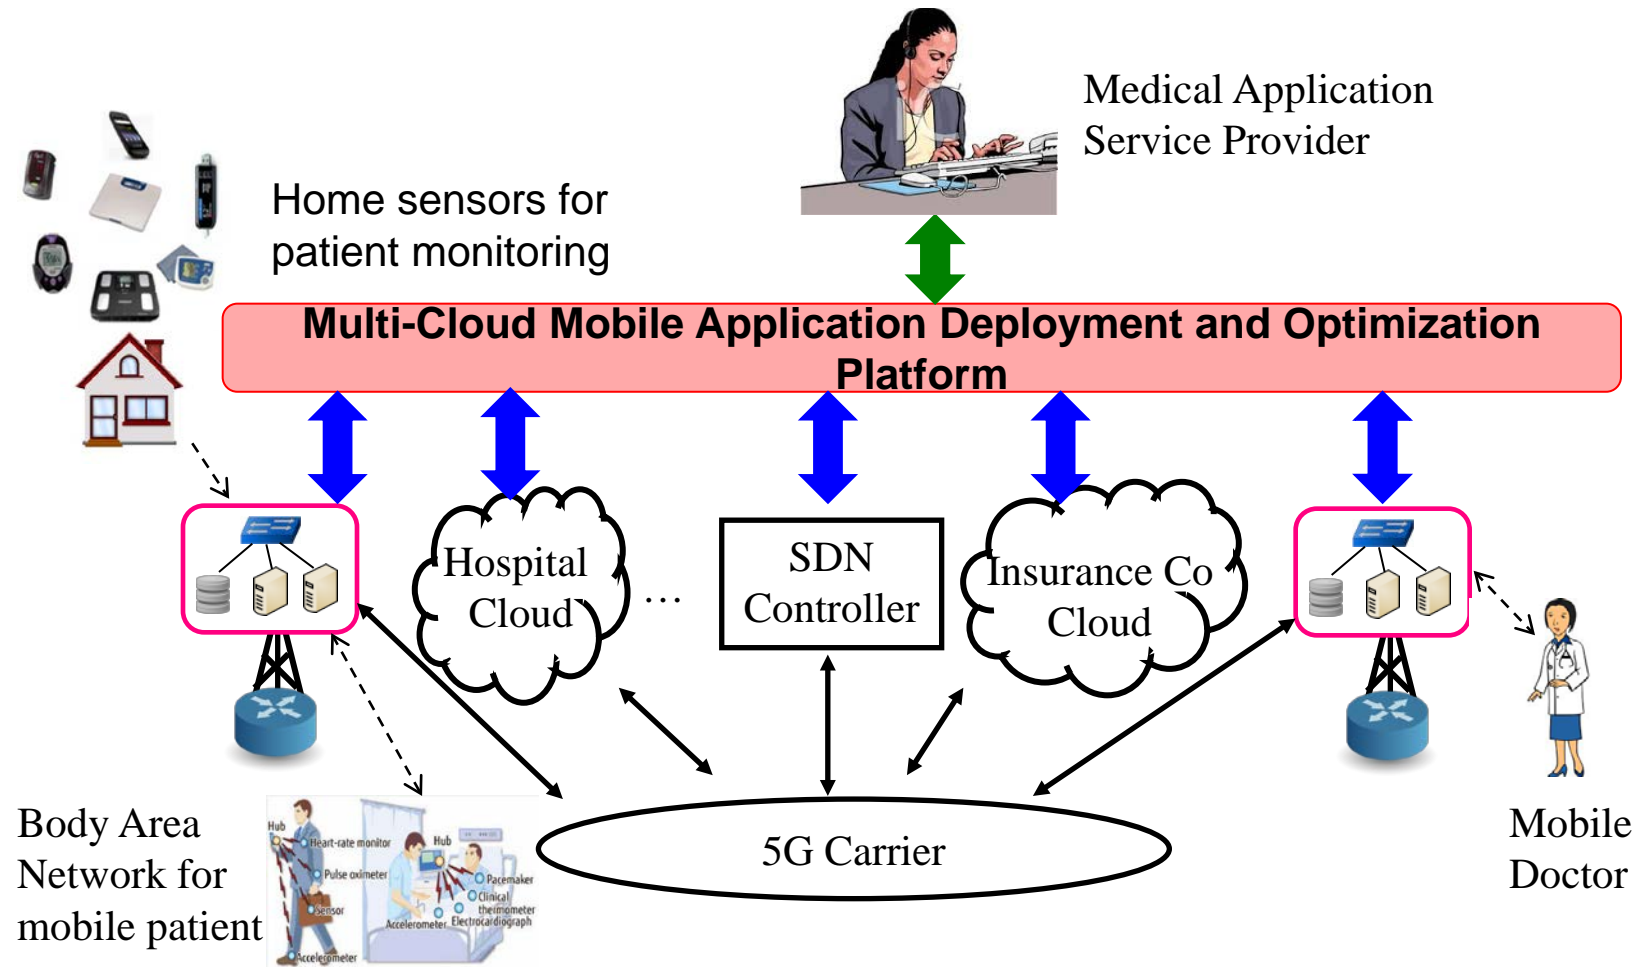 Medical Application
Service Provider
Home sensors for
patient monitoring
Multi-Cloud Mobile Application Deployment and Optimization
Platform
Hospital
Cloud
...
SDN
Controller
Insurance Co
Cloud
5G Carrier
Body Area
Network for
mobile patient
Hub
Heart-rate monitor
Pulse oximeter
Sensor
Accelerometer
Hub
Pacemaker
Clinical
thermometer
Accelerometer
Electrocardiograph
Mobile
Doctor